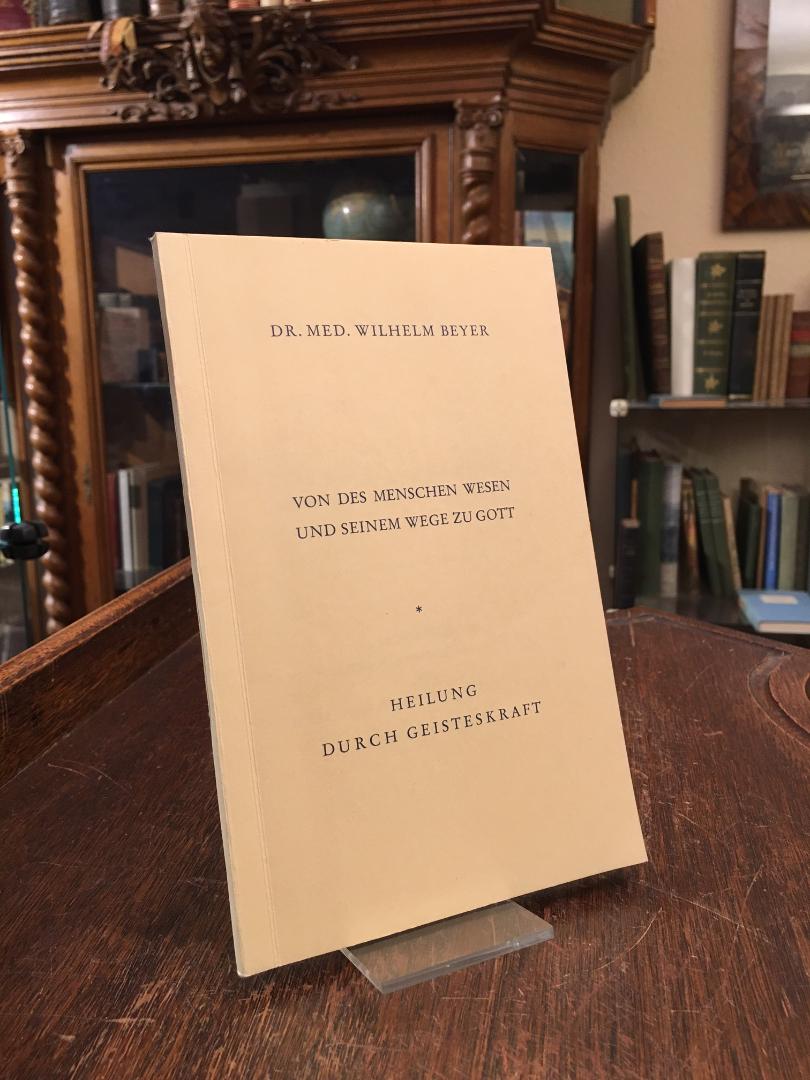 DR. MED. WILHELM BEYER
VON DES MENSCHEN WESEN
UND SEINEM WEGE ZU GOTT
*
HEILUNG
DURCH GEISTESKRAFT